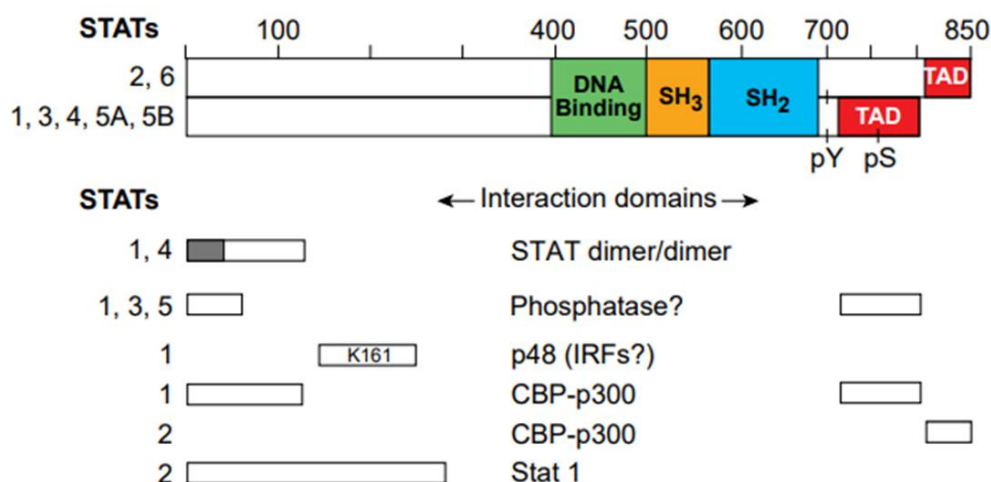 STATs 100 400 500 600 700 850
2, 6 DNA Binding SH3 SH2 TAD
1, 3, 4, 5A, 5B TAD
pY pS
STATs Interaction domains
1, 4 STAT dimer/dimer
1, 3, 5 Phosphatase?
1 K161 p48 (IRFs?)
1 CBP-p300
2 CBP-p300
2 Stat 1